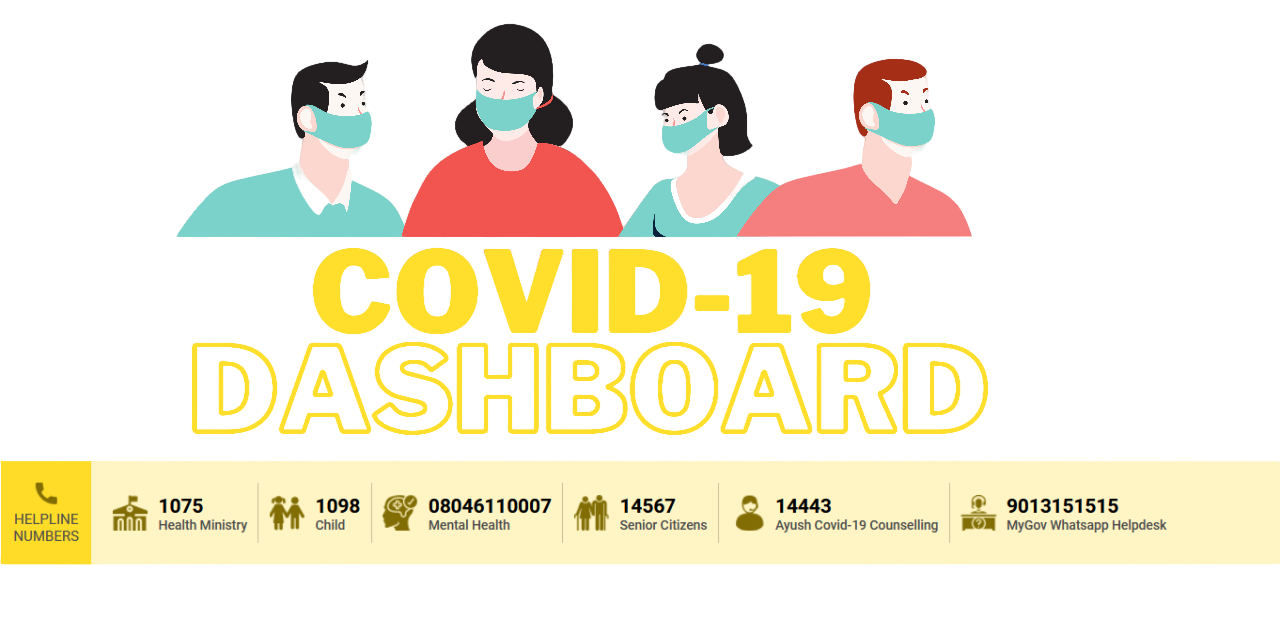 COVID-19
DASHBOARD
HELPLINE
NUMBERS
1075
Health Ministry
1098
Child
08046110007
Mental Health
14567
Senior Citizens
14443
Ayush Covid-19 Counselling
9013151515
MyGov Whatsapp Helpdesk